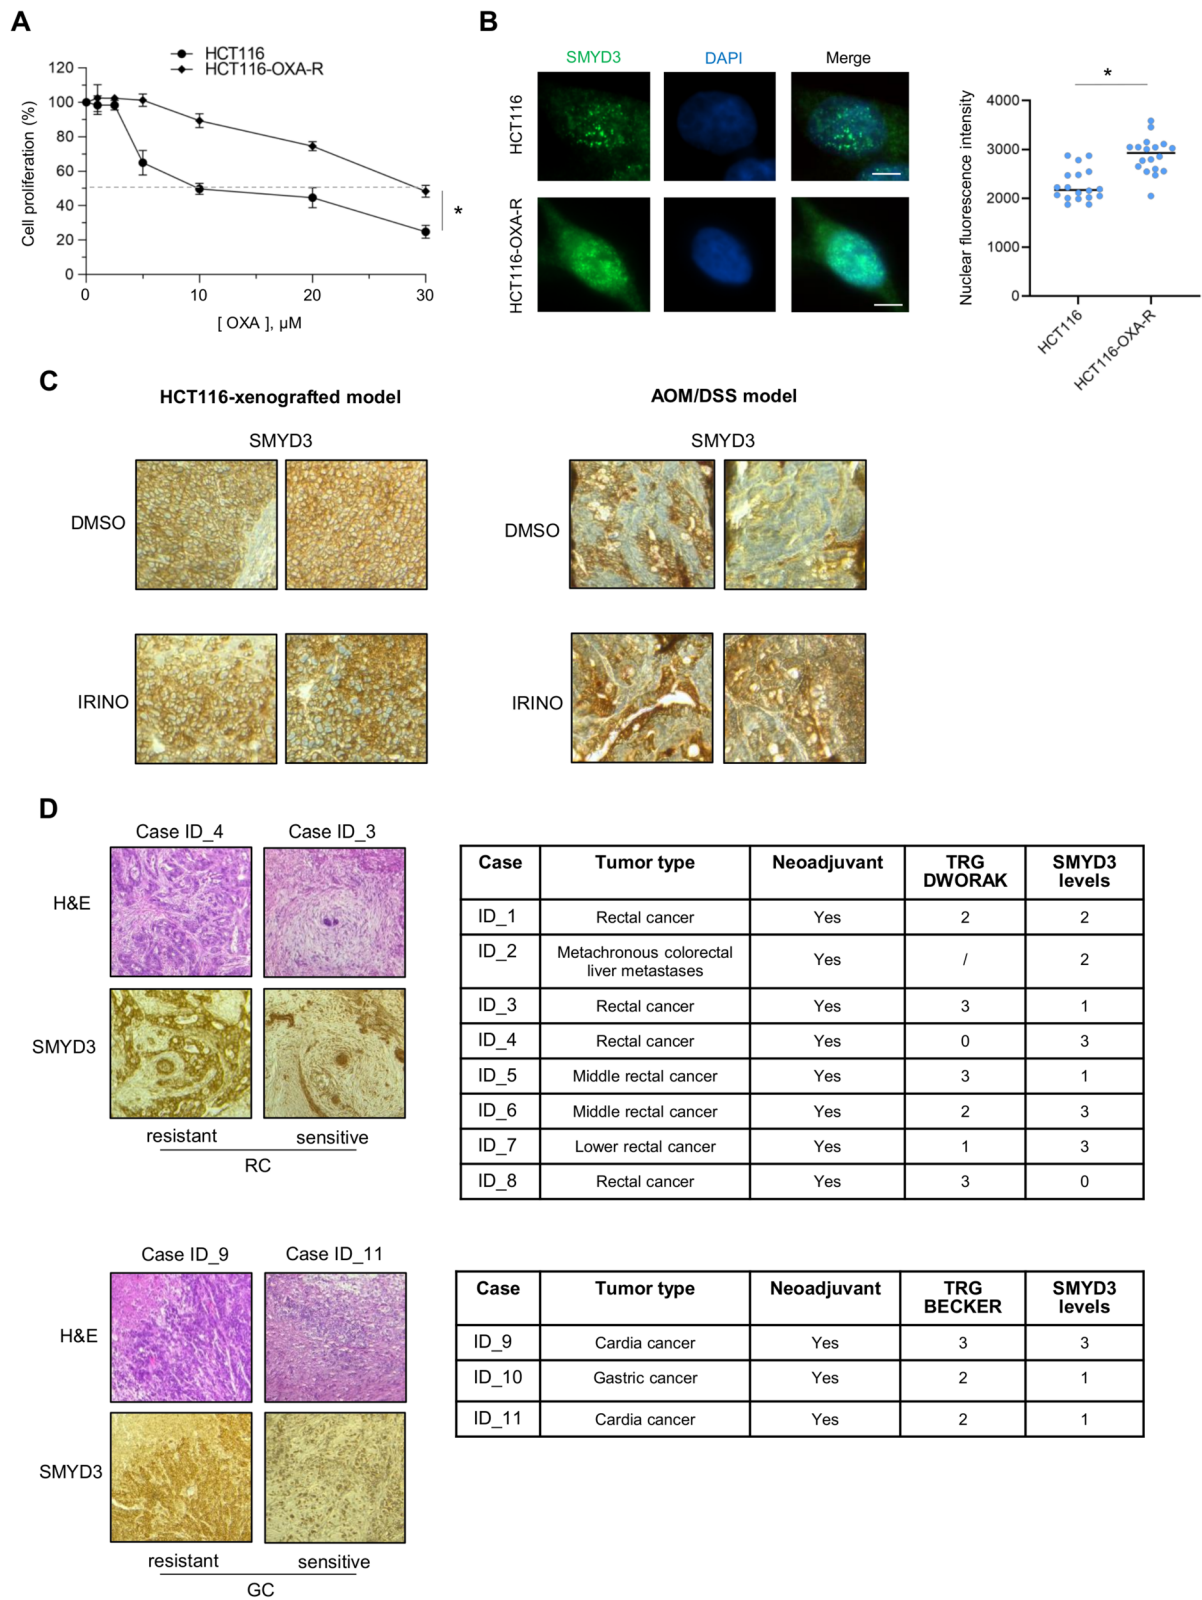 A
HCT116
HCT116-OXA-R
Cell proliferation (%)
120
100
80
60
40
20
0
0
10
20
30
[ OXA ], µM
*
B
SMYD3
DAPI
Merge
HCT116
HCT116-OXA-R
Nuclear fluorescence intensity
4000
3000
2000
1000
0
*
HCT116
HCT116-OXA-R
C
HCT116-xenografted model
AOM/DSS model
SMYD3
SMYD3
DMSO
DMSO
IRINO
IRINO
D
Case ID_4
Case ID_3
H&E
SMYD3
resistant
sensitive
RC
Case
Tumor type
Neoadjuvant
TRG
DWORAK
SMYD3
levels
ID_1
Rectal cancer
Yes
2
2
ID_2
Metachronous colorectal
liver metastases
Yes
/
2
ID_3
Rectal cancer
Yes
3
1
ID_4
Rectal cancer
Yes
0
3
ID_5
Middle rectal cancer
Yes
3
1
ID_6
Middle rectal cancer
Yes
2
3
ID_7
Lower rectal cancer
Yes
1
3
ID_8
Rectal cancer
Yes
3
0
Case ID_9
Case ID_11
H&E
SMYD3
resistant
sensitive
GC
Case
Tumor type
Neoadjuvant
TRG
BECKER
SMYD3
levels
ID_9
Cardia cancer
Yes
3
3
ID_10
Gastric cancer
Yes
2
1
ID_11
Cardia cancer
Yes
2
1